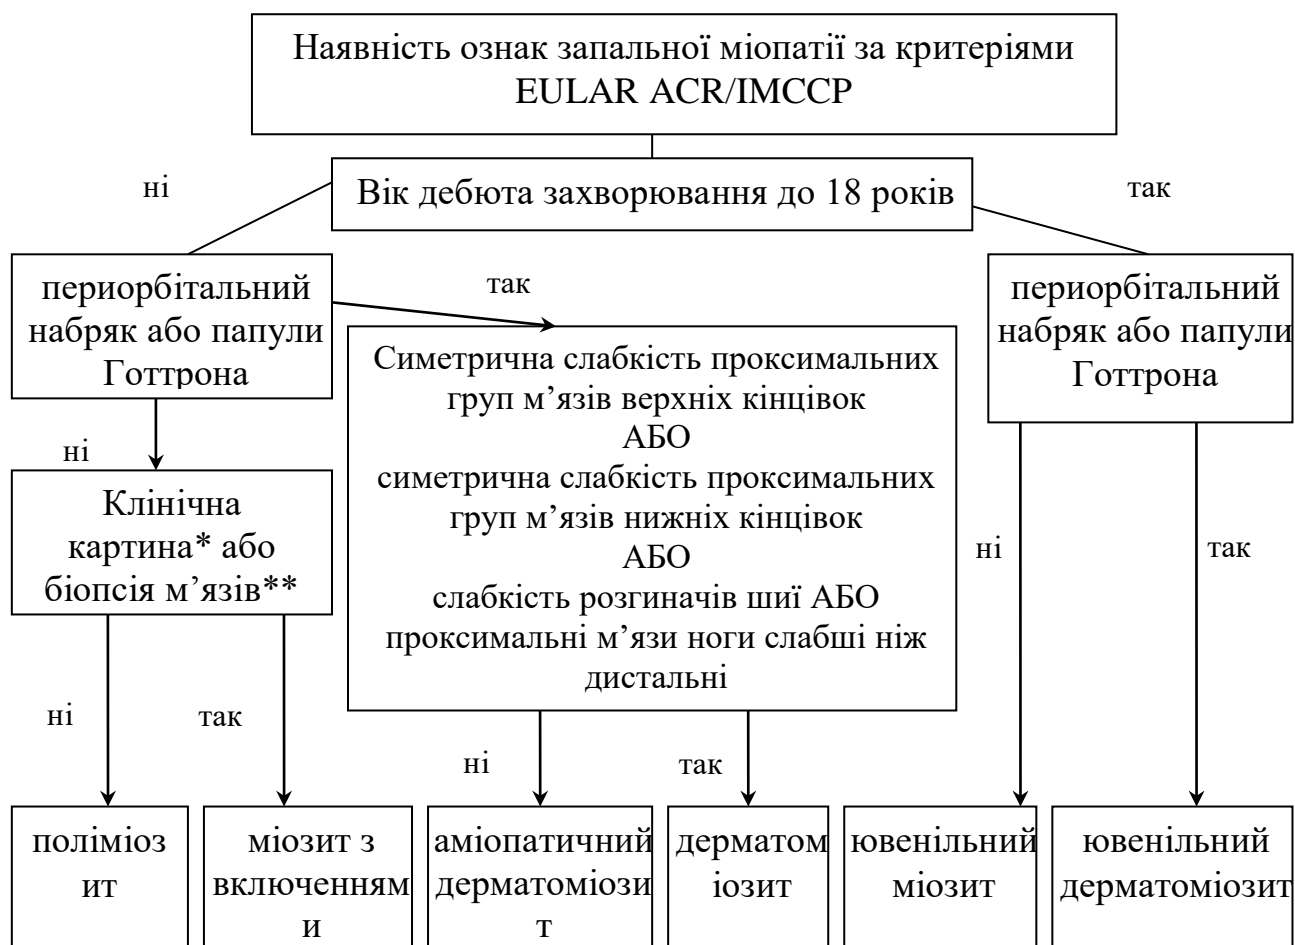 Наявність ознак запальної міопатії за критеріями
EULAR ACR/IMCCP
ні
Вік дебюта захворювання до 18 років
так
периорбітальний
набряк або папули
Готтрона
так
периорбітальний
набряк або папули
Готтрона
Симетрична слабкість проксимальних
груп м’язів верхніх кінцівок
АБО
симетрична слабкість проксимальних
груп м’язів нижніх кінцівок
АБО
слабкість розгиначів шиї АБО
проксимальні м’язи ноги слабші ніж
дистальні
ні
Клінічна
картина* або
біопсія м’язів**
ні
так
ні
так
ні
так
поліміоз
ит
міозит з
включенням
и
аміопатичний
дерматоміози
т
дерматом
іозит
ювенільний
міозит
ювенільний
дерматоміозит